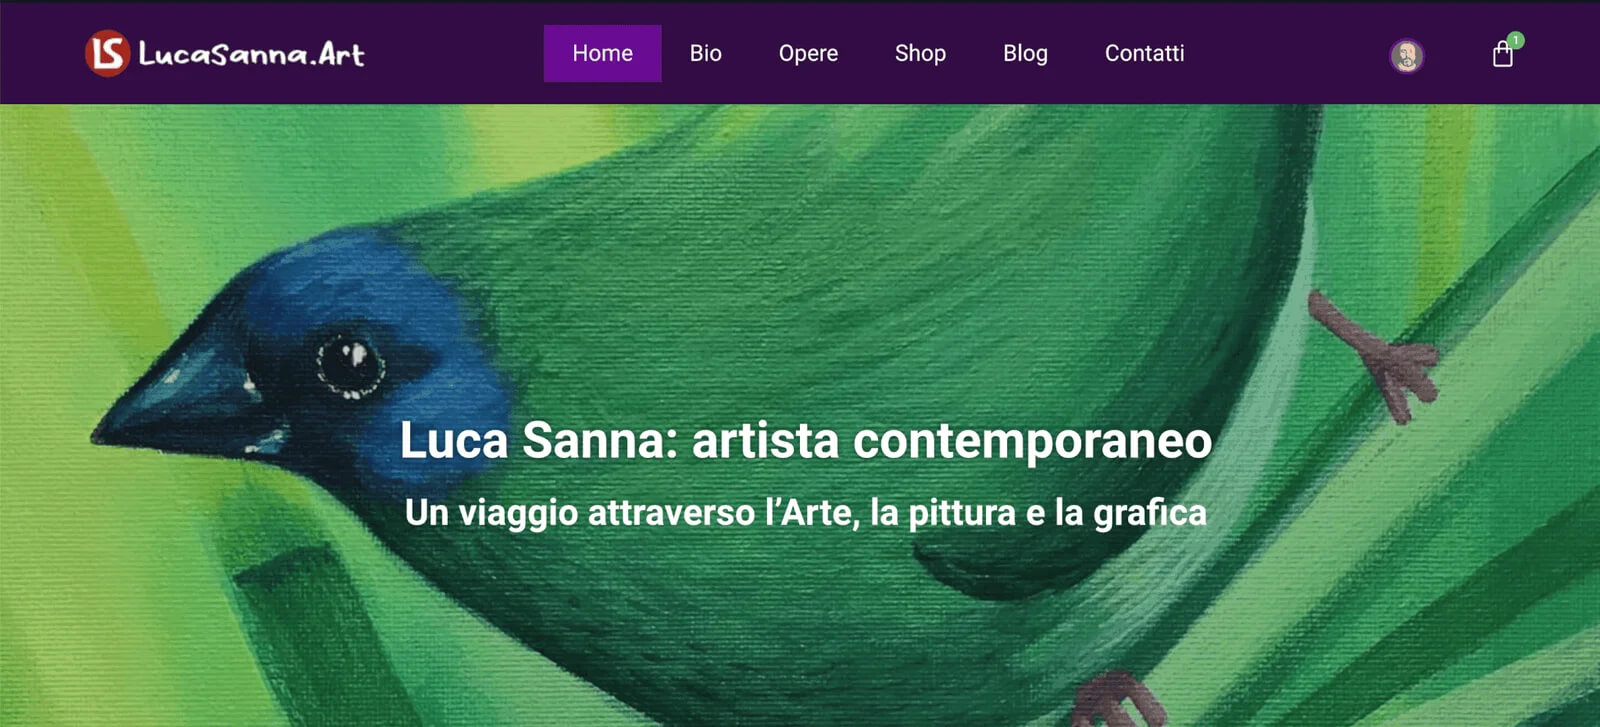 LS LucaSanna.Art
Home Bio Opere Shop Blog Contatti
1
Luca Sanna: artista contemporaneo
Un viaggio attraverso l’Arte, la pittura e la grafica